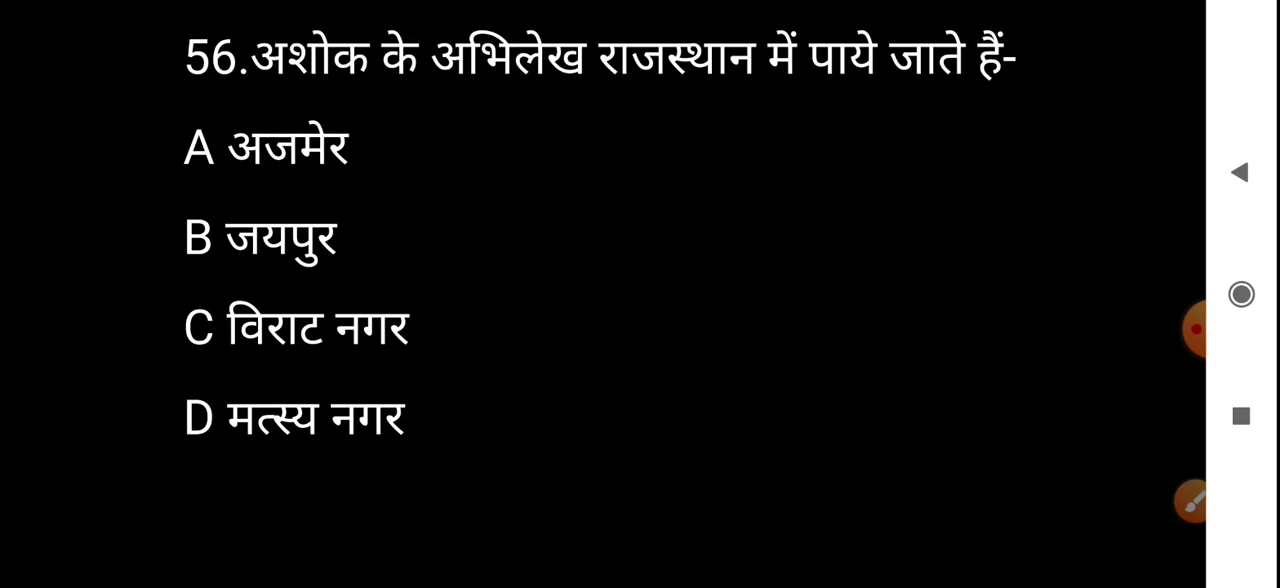 56.अशोक के अभिलेख राजस्थान में पाये जाते हैं-
A अजमेर
B जयपुर
C विराट नगर
D मत्स्य नगर